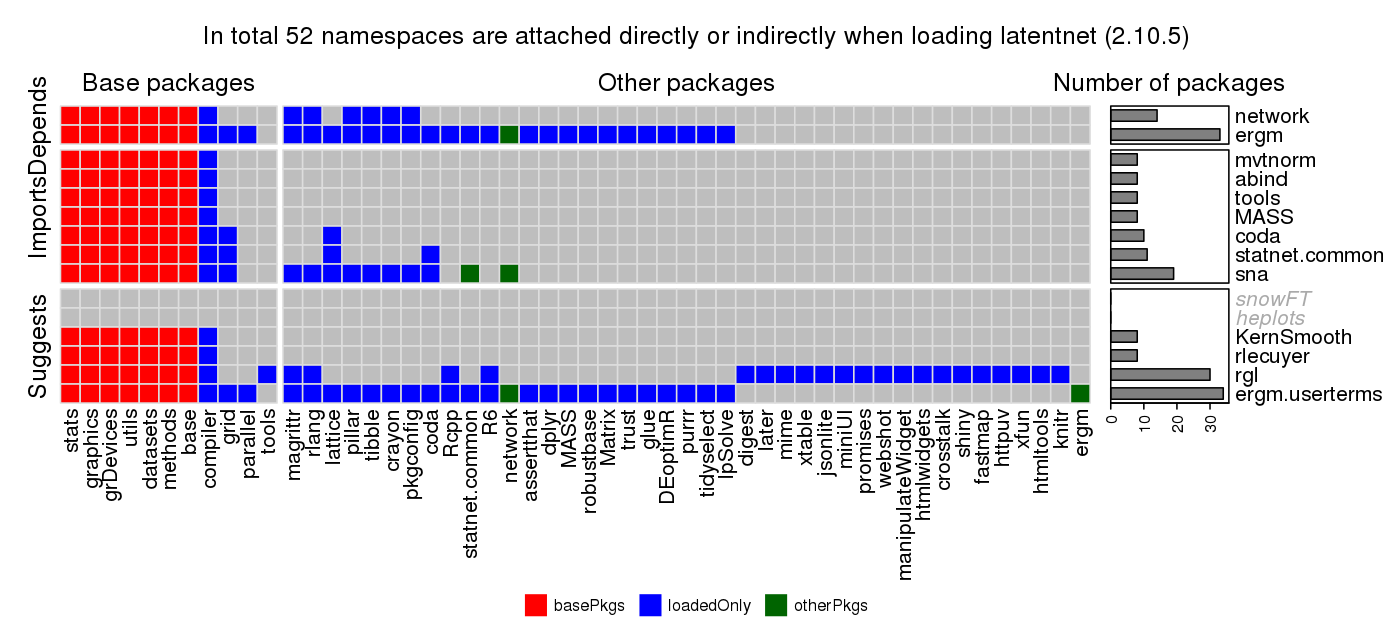 In total 52 namespaces are attached directly or indirectly when loading latentnet (2.10.5)
Base packages
Other packages
Number of packages
Depends
Imports
Suggests
network
ergm
mvtnorm
abind
tools
MASS
coda
statnet.common
sna
snowFT
heplots
KernSmooth
rlecuyer
rgl
ergm.userterms
0
10
20
30
stats
graphics
grDevices
utils
datasets
methods
base
compiler
grid
parallel
tools
magrittr
rlang
lattice
pillar
tibble
crayon
pkgconfig
coda
Rcpp
statnet.common
R6
network
assertthat
dplyr
MASS
robustbase
Matrix
trust
glue
DEoptimR
purrr
tidyselect
lpSolve
digest
later
mime
xtable
jsonlite
miniUI
promises
webshot
manipulateWidget
htmlwidgets
crosstalk
shiny
fastmap
httpuv
xfun
htmltools
knitr
ergm
basePkgs
loadedOnly
otherPkgs